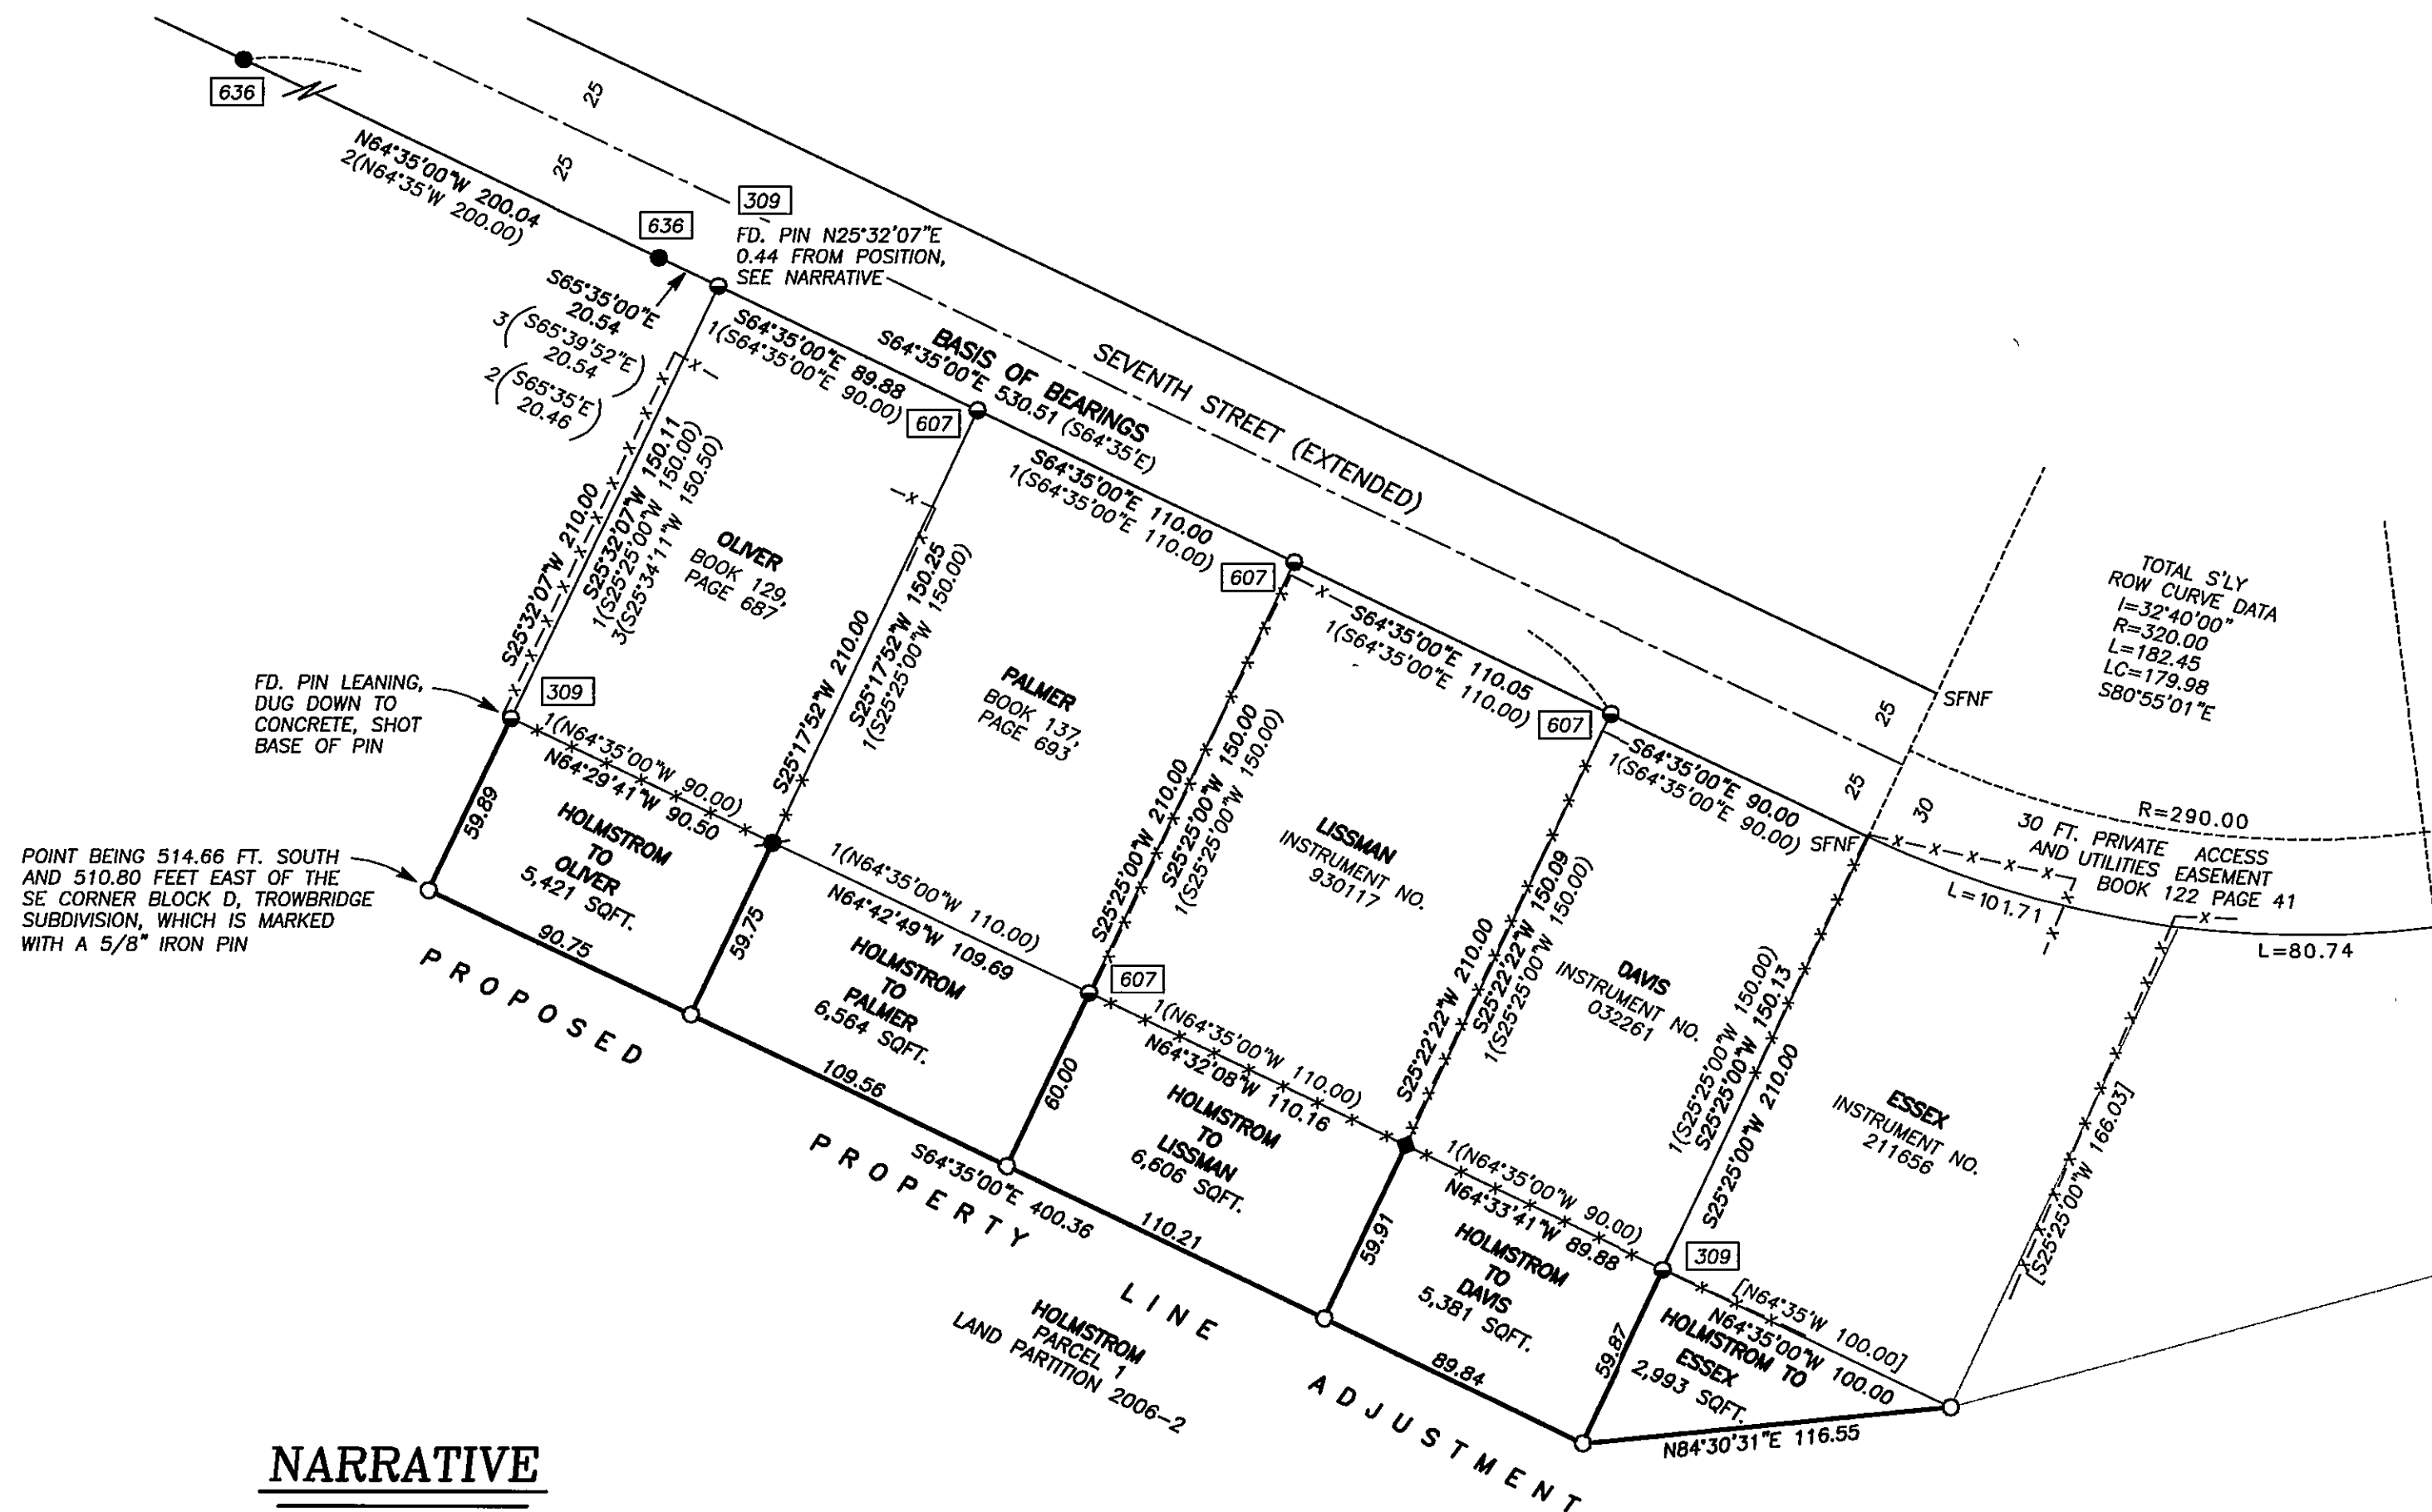 636
25
25
N64°35'00"W 200.04
2(N64°35'W 200.00)
636
309
FD. PIN N25°32'07"E
0.44 FROM POSITION,
SEE NARRATIVE
S65°35'00"E
20.54
3(S65°39'52"E)
20.54
2(S65°35'E)
20.46
S64°35'00"E 89.88
1(S64°35'00"E 90.00)
BASIS OF BEARINGS
S64°35'00"E 530.51 (S64°35'E)
SEVENTH STREET (EXTENDED)
607
S64°35'00"E 110.00
1(S64°35'00"E 110.00)
607
S64°35'00"E 110.05
1(S64°35'00"E 110.00)
607
S64°35'00"E 90.00
1(S64°35'00"E 90.00)
SFNF
SFNF
25
25
30
TOTAL S'LY
ROW CURVE DATA
I=32°40'00"
R=320.00
L=182.45
LC=179.98
S80°55'01"E
R=290.00
30 FT. PRIVATE ACCESS
AND UTILITIES EASEMENT
BOOK 122 PAGE 41
L=101.71
L=80.74
S25°32'07"W 210.00
S25°32'07"W 150.11
1(S25°25'00"W 150.00)
3(S25°34'11"W 150.50)
OLIVER
BOOK 129,
PAGE 687
S25°17'52"W 210.00
S25°17'52"W 150.25
1(S25°25'00"W 150.00)
PALMER
BOOK 137,
PAGE 693
S25°25'00"W 210.00
S25°25'00"W 150.00
1(S25°25'00"W 150.00)
LISSMAN
INSTRUMENT NO.
930117
S25°22'22"W 210.00
S25°22'22"W 150.09
1(S25°25'00"W 150.00)
DAVIS
INSTRUMENT NO.
032261
1(S25°25'00"W 150.00)
S25°25'00"W 150.13
S25°25'00"W 210.00
ESSEX
INSTRUMENT NO.
211656
[S25°25'00"W 166.03]
FD. PIN LEANING,
DUG DOWN TO
CONCRETE, SHOT
BASE OF PIN
309
1(N64°35'00"W 90.00)
N64°29'41"W 90.50
59.89
HOLMSTROM
TO
OLIVER
5,421 SQFT.
POINT BEING 514.66 FT. SOUTH
AND 510.80 FEET EAST OF THE
SE CORNER BLOCK D, TROWBRIDGE
SUBDIVISION, WHICH IS MARKED
WITH A 5/8" IRON PIN
90.75
59.75
1(N64°35'00"W 110.00)
N64°42'49"W 109.69
HOLMSTROM
TO
PALMER
6,564 SQFT.
109.56
607
60.00
1(N64°35'00"W 110.00)
N64°32'08"W 110.16
HOLMSTROM
TO
LISSMAN
6,606 SQFT.
110.21
59.91
1(N64°35'00"W 90.00)
N64°33'41"W 89.88
HOLMSTROM
TO
DAVIS
5,381 SQFT.
89.84
309
59.87
[N64°35'W 100.00]
N64°35'00"W 100.00
HOLMSTROM TO
ESSEX
2,993 SQFT.
N84°30'31"E 116.55
S64°35'00"E 400.36
PROPOSED PROPERTY LINE ADJUSTMENT
HOLMSTROM
PARCEL 1
LAND PARTITION 2006-2
NARRATIVE